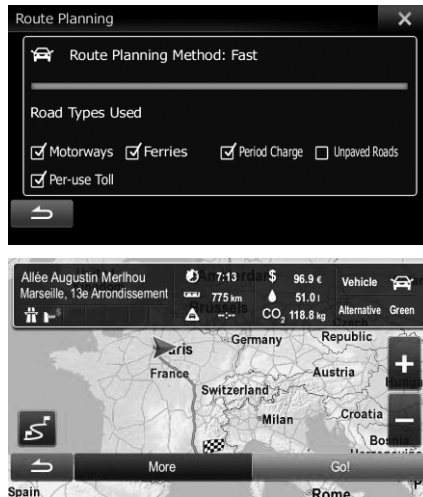 Route Planning
Route Planning Method: Fast
Road Types Used
Motorways Ferries Period Charge Unpaved Roads
Per-use Toll
Allée Augustin Merlhou
Marseille, 13e Arrondissement
7:13 $ 96.9 €
775 km 51.0 l
--:-- CO2 118.8 kg
Vehicle
Alternative Green
Germany
Republic
France
Austria
Switzerland
Milan
Croatia
+
−
More Go!
Spain
Rome